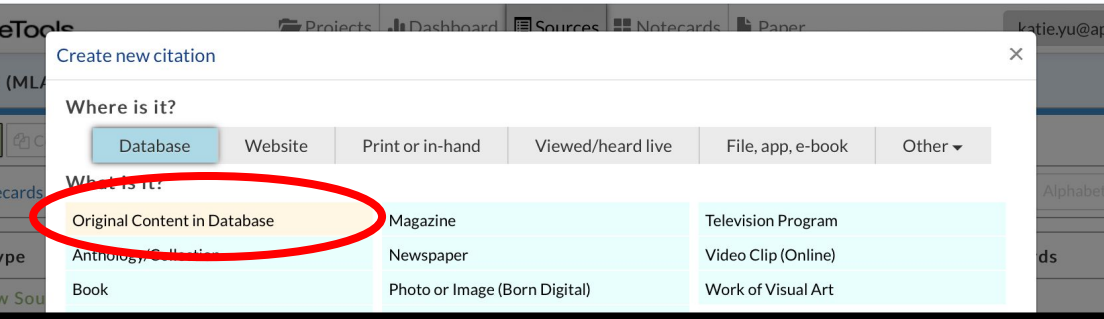 eTools Projects Dashboard Sources Notecards Paper katie.yu@ap
Create new citation ×
(MLA
Where is it?
Database Website Print or in-hand Viewed/heard live File, app, e-book Other
What is it?
ecards Alphabet
Original Content in Database Magazine Television Program
ype Anthology/Collection Newspaper Video Clip (Online) ds
Book Photo or Image (Born Digital) Work of Visual Art
w Sou